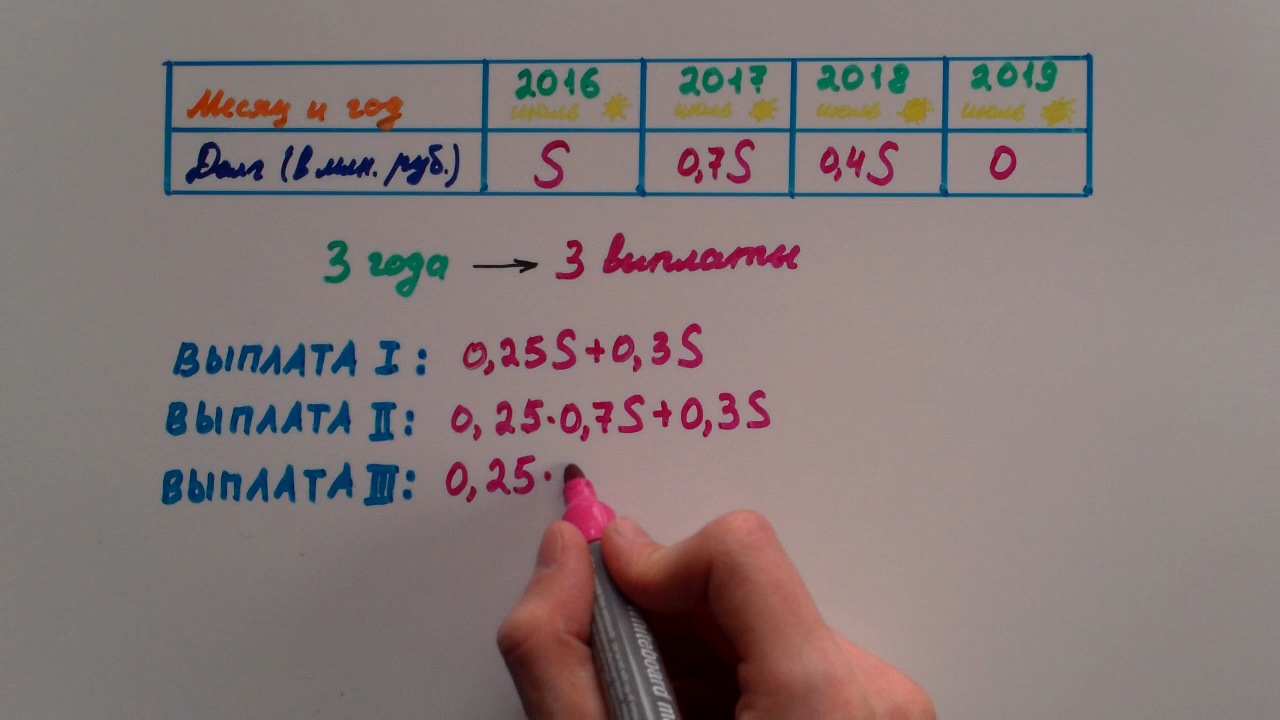 Месяц и год 2016 2017 2018 2019
июль июль июль июль
Долг (в млн. руб.) S 0,7S 0,4S 0
3 года → 3 выплаты
ВЫПЛАТА I: 0,25S+0,3S
ВЫПЛАТА II: 0,25·0,7S+0,3S
ВЫПЛАТА III: 0,25·
whiteboard m